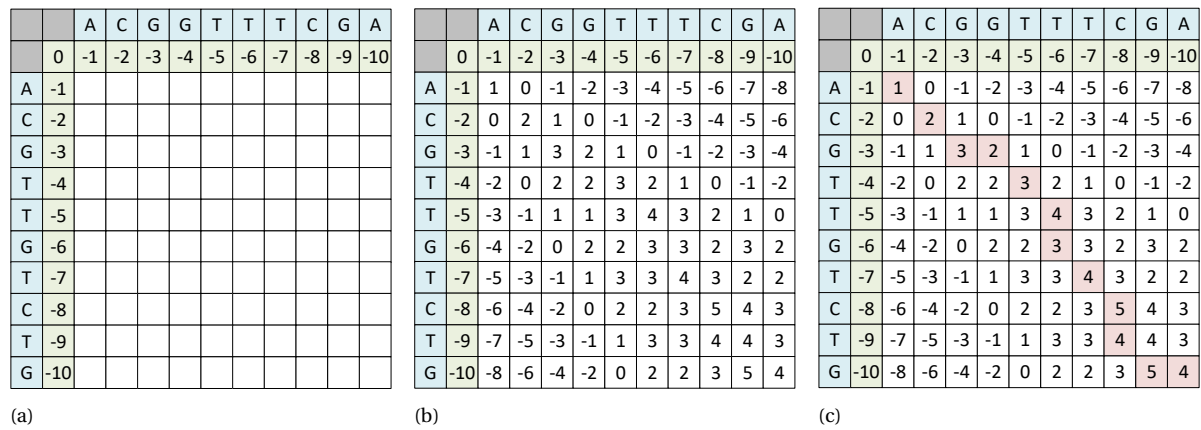 A C G G T T T C G A
0 -1 -2 -3 -4 -5 -6 -7 -8 -9 -10
A -1
C -2
G -3
T -4
T -5
G -6
T -7
C -8
T -9
G -10
(a)
A C G G T T T C G A
0 -1 -2 -3 -4 -5 -6 -7 -8 -9 -10
A -1 1 0 -1 -2 -3 -4 -5 -6 -7 -8
C -2 0 2 1 0 -1 -2 -3 -4 -5 -6
G -3 -1 1 3 2 1 0 -1 -2 -3 -4
T -4 -2 0 2 2 3 2 1 0 -1 -2
T -5 -3 -1 1 1 3 4 3 2 1 0
G -6 -4 -2 0 2 2 3 3 2 3 2
T -7 -5 -3 -1 1 3 3 4 3 2 2
C -8 -6 -4 -2 0 2 2 3 5 4 3
T -9 -7 -5 -3 -1 1 3 3 4 4 3
G -10 -8 -6 -4 -2 0 2 2 3 5 4
(b)
A C G G T T T C G A
0 -1 -2 -3 -4 -5 -6 -7 -8 -9 -10
A -1 1 0 -1 -2 -3 -4 -5 -6 -7 -8
C -2 0 2 1 0 -1 -2 -3 -4 -5 -6
G -3 -1 1 3 2 1 0 -1 -2 -3 -4
T -4 -2 0 2 2 3 2 1 0 -1 -2
T -5 -3 -1 1 1 3 4 3 2 1 0
G -6 -4 -2 0 2 2 3 3 2 3 2
T -7 -5 -3 -1 1 3 3 4 3 2 2
C -8 -6 -4 -2 0 2 2 3 5 4 3
T -9 -7 -5 -3 -1 1 3 3 4 4 3
G -10 -8 -6 -4 -2 0 2 2 3 5 4
(c)